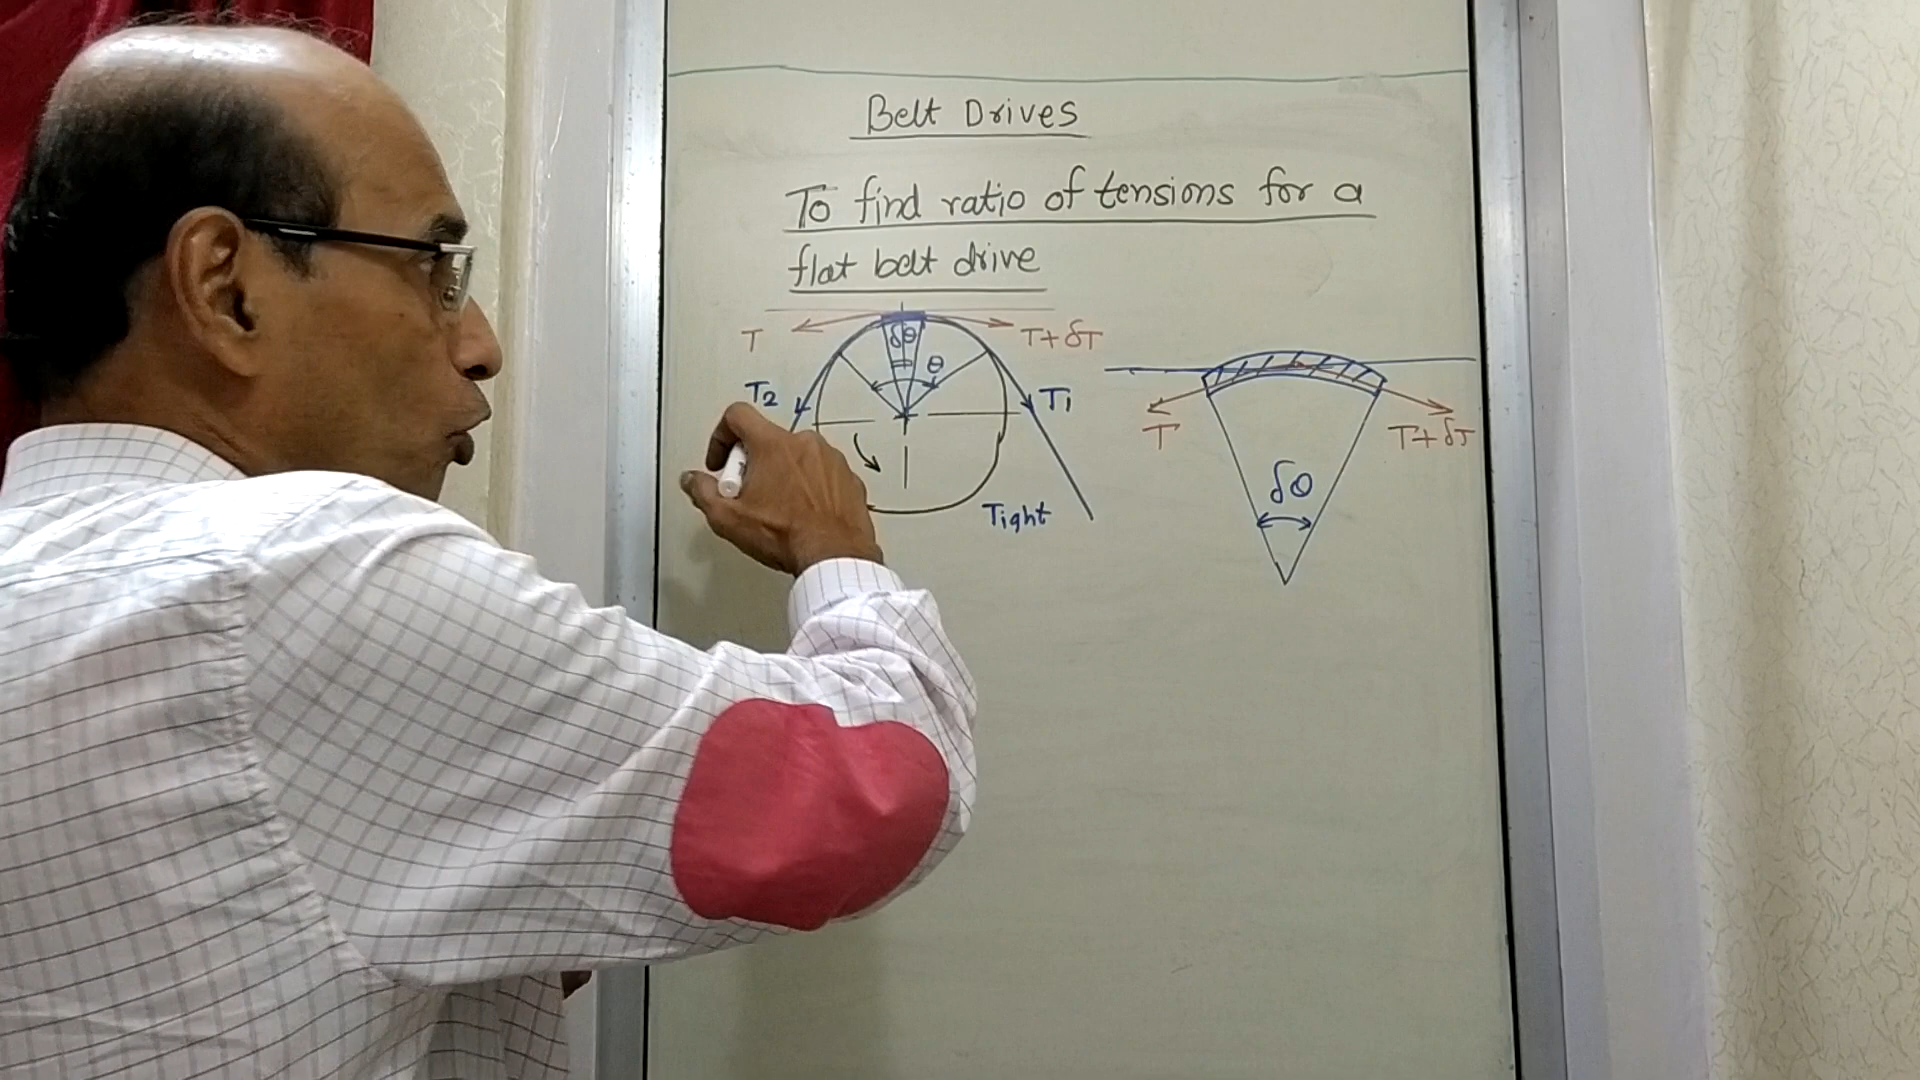 Belt Drives
To find ratio of tensions for a
flat belt drive
T
δθ
T+δT
θ
T2
T1
Tight
T
T+δT
δθ